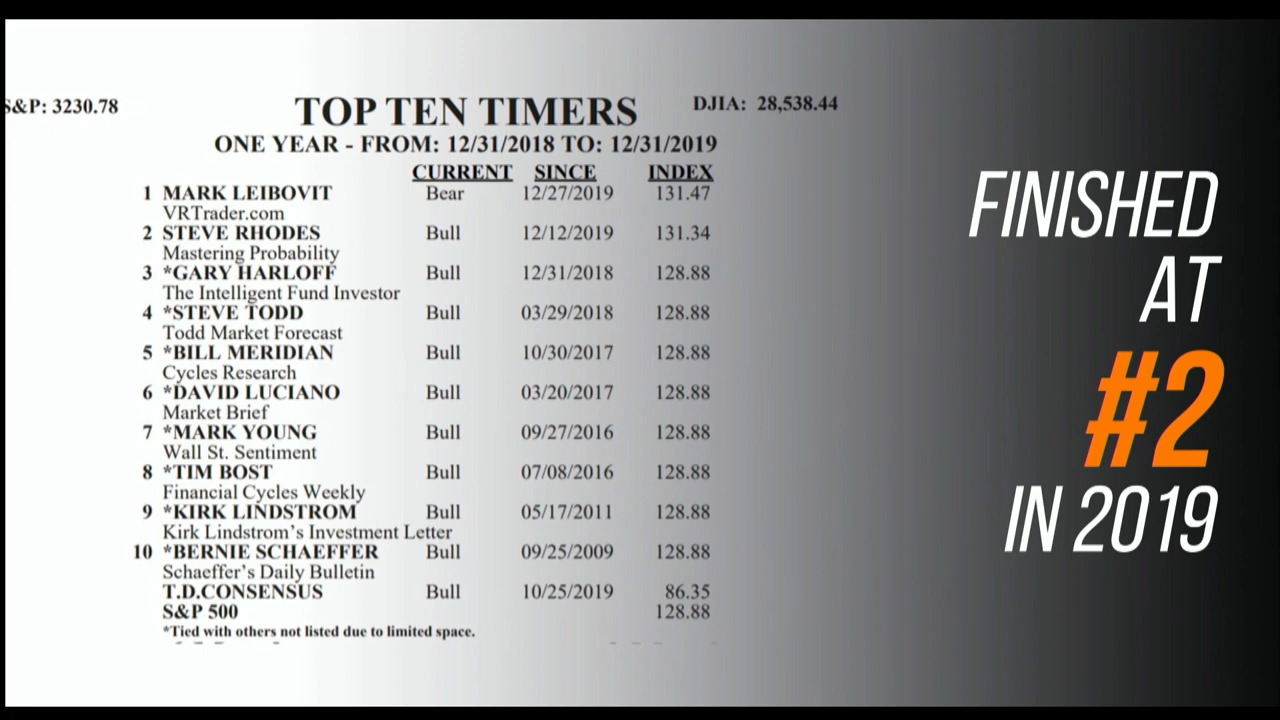 S&P: 3230.78 TOP TEN TIMERS DJIA: 28,538.44
ONE YEAR - FROM: 12/31/2018 TO: 12/31/2019
CURRENT SINCE INDEX
1 MARK LEIBOVIT Bear 12/27/2019 131.47
VRTrader.com
2 STEVE RHODES Bull 12/12/2019 131.34
Mastering Probability
3 *GARY HARLOFF Bull 12/31/2018 128.88
The Intelligent Fund Investor
4 *STEVE TODD Bull 03/29/2018 128.88
Todd Market Forecast
5 *BILL MERIDIAN Bull 10/30/2017 128.88
Cycles Research
6 *DAVID LUCIANO Bull 03/20/2017 128.88
Market Brief
7 *MARK YOUNG Bull 09/27/2016 128.88
Wall St. Sentiment
8 *TIM BOST Bull 07/08/2016 128.88
Financial Cycles Weekly
9 *KIRK LINDSTROM Bull 05/17/2011 128.88
Kirk Lindstrom's Investment Letter
10 *BERNIE SCHAEFFER Bull 09/25/2009 128.88
Schaeffer's Daily Bulletin
T.D.CONSENSUS Bull 10/25/2019 86.35
S&P 500 128.88
*Tied with others not listed due to limited space.
FINISHED
AT
#2
IN 2019